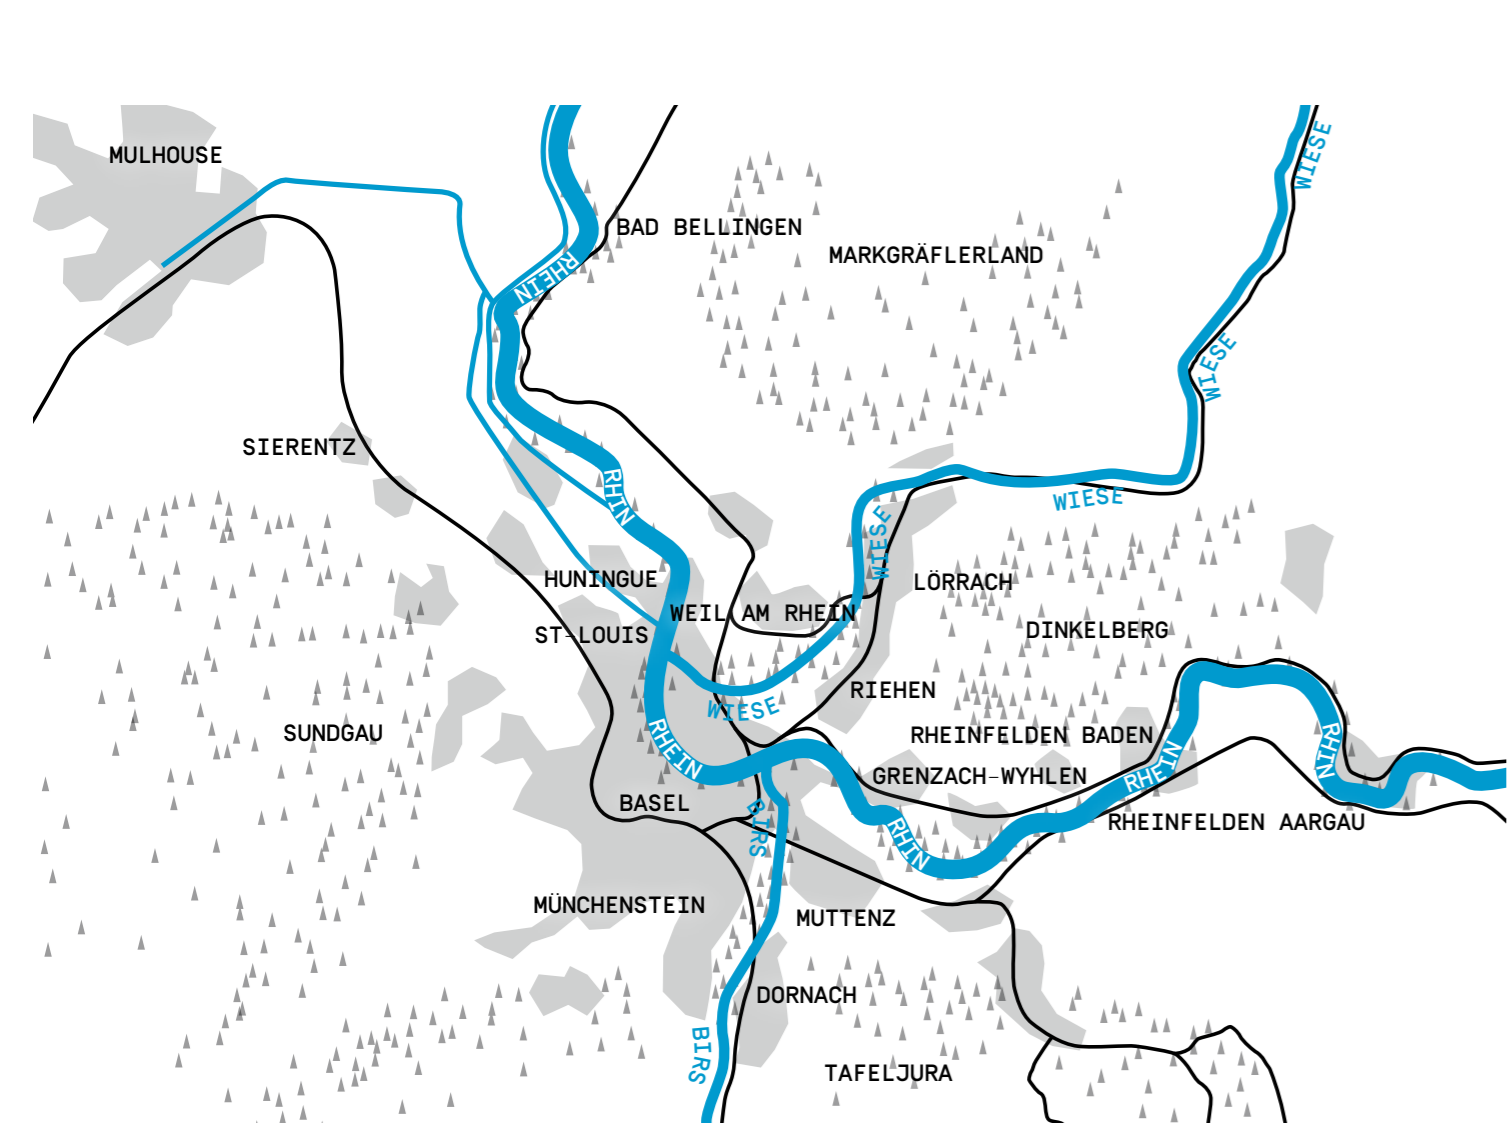 WIESE
MULHOUSE
BAD BELLINGEN
MARKGRÄFLERLAND
RHEIN
WIESE
SIERENTZ
RHIN
WIESE
WIESE
HUNINGUE
LÖRRACH
WEIL AM RHEIN
ST-LOUIS
DINKELBERG
RIEHEN
WIESE
SUNDGAU
RHEINFELDEN BADEN
RHEIN
RHIN
GRENZACH-WYHLEN
RHEIN
BASEL
BIRS
RHEINFELDEN AARGAU
RHIN
MÜNCHENSTEIN
MUTTENZ
DORNACH
BIRS
TAFELJURA